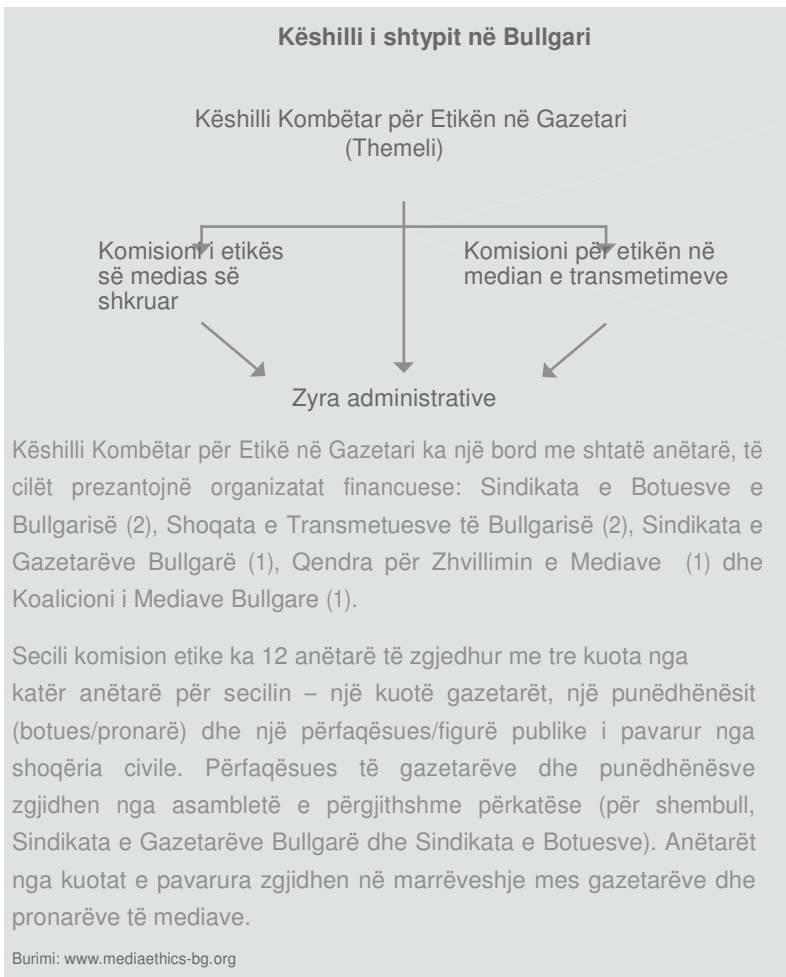 Këshilli i shtypit në Bullgari
Këshilli Kombëtar për Etikën në Gazetari
(Themeli)
Komisioni i etikës
së medias së
shkruar
Komisioni për etikën në
median e transmetimeve
Zyra administrative
Këshilli Kombëtar për Etikë në Gazetari ka një bord me shtatë anëtarë, të
cilët prezantojnë organizatat financuese: Sindikata e Botuesve e
Bullgarisë (2), Shoqata e Transmetuesve të Bullgarisë (2), Sindikata e
Gazetarëve Bullgarë (1), Qendra për Zhvillimin e Mediave (1) dhe
Koalicioni i Mediave Bullgare (1).
Secili komision etike ka 12 anëtarë të zgjedhur me tre kuota nga
katër anëtarë për secilin – një kuotë gazetarët, një punëdhënësit
(botues/pronarë) dhe një përfaqësues/figurë publike i pavarur nga
shoqëria civile. Përfaqësues të gazetarëve dhe punëdhënësve
zgjidhen nga asambletë e përgjithshme përkatëse (për shembull,
Sindikata e Gazetarëve Bullgarë dhe Sindikata e Botuesve). Anëtarët
nga kuotat e pavarura zgjidhen në marrëveshje mes gazetarëve dhe
pronarëve të mediave.
Burimi: www.mediaethics-bg.org